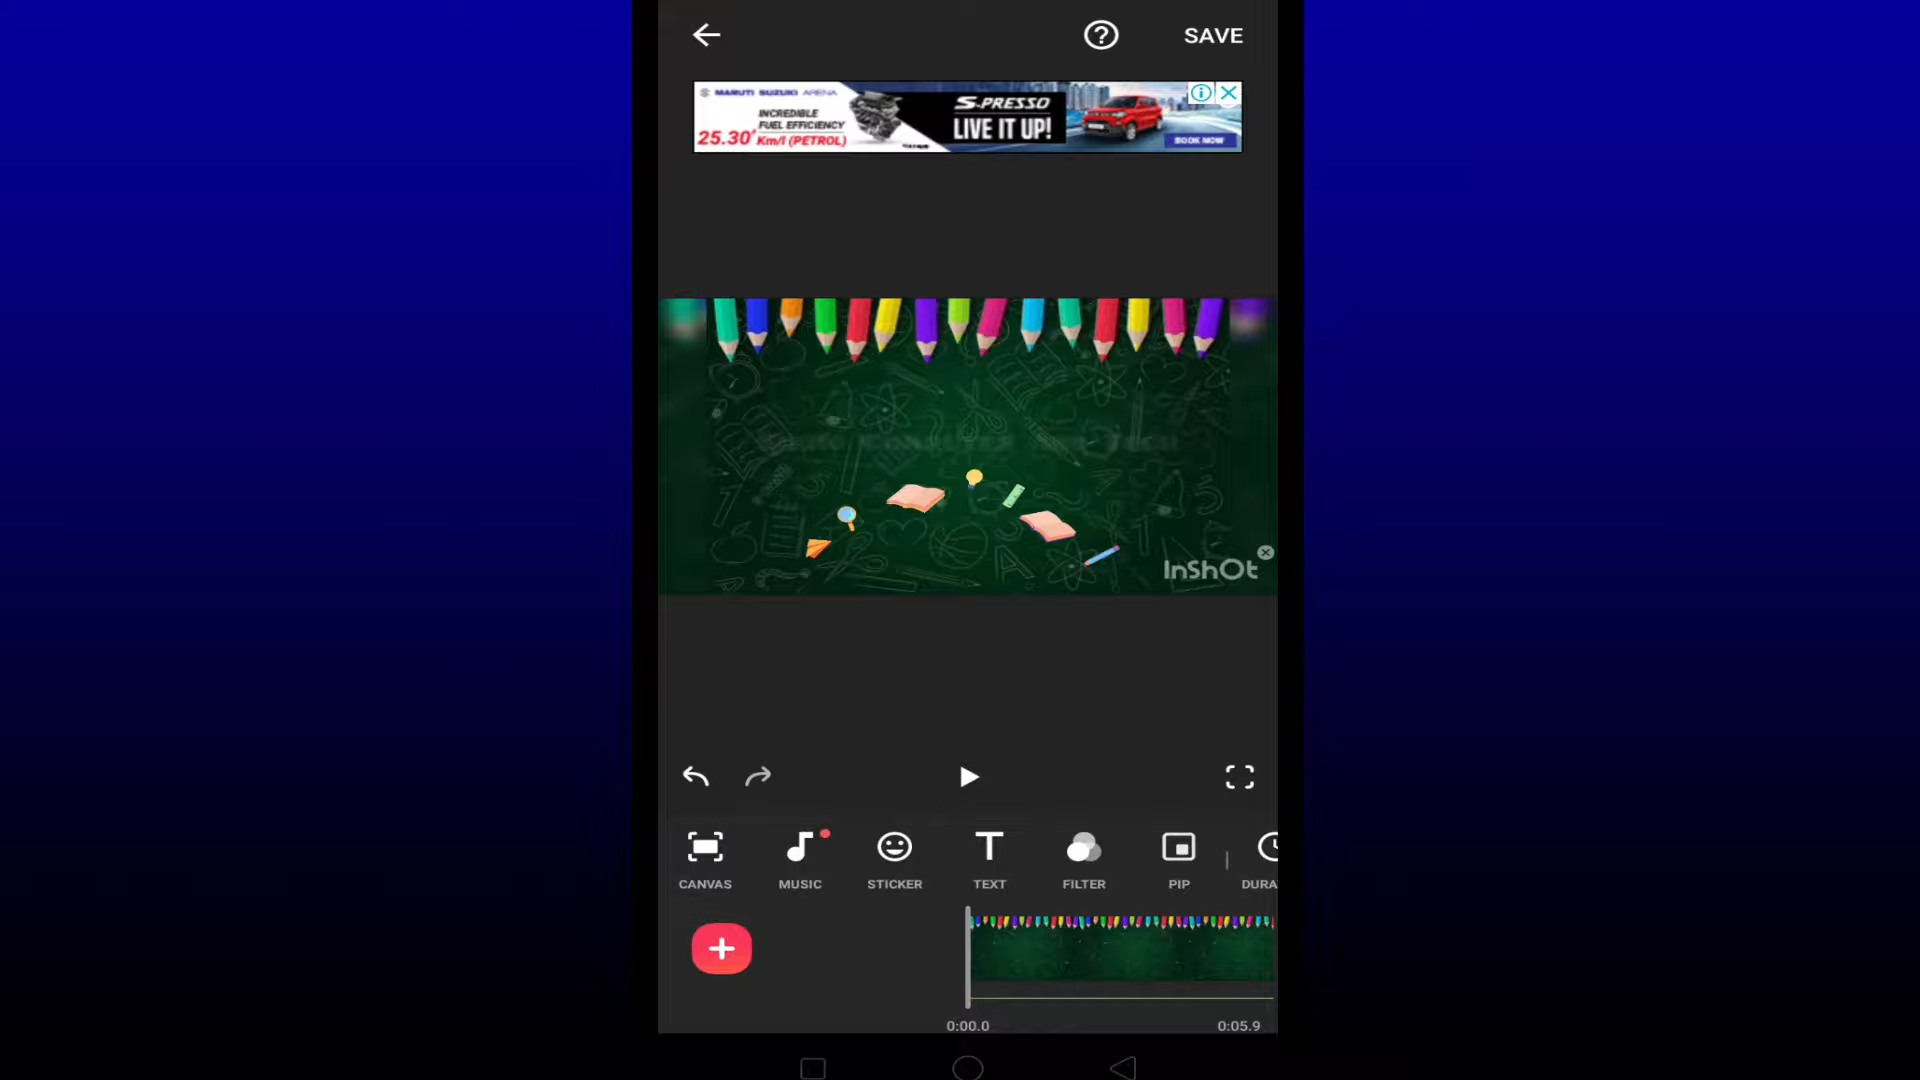 SAVE
MARUTI SUZUKI ARENA
INCREDIBLE
FUEL EFFICIENCY
25.30# Km/l (PETROL)
S-PRESSO
LIVE IT UP!
BOOK NOW
InShOt
CANVAS
MUSIC
STICKER
TEXT
FILTER
PIP
DURA
0:00.0
0:05.9